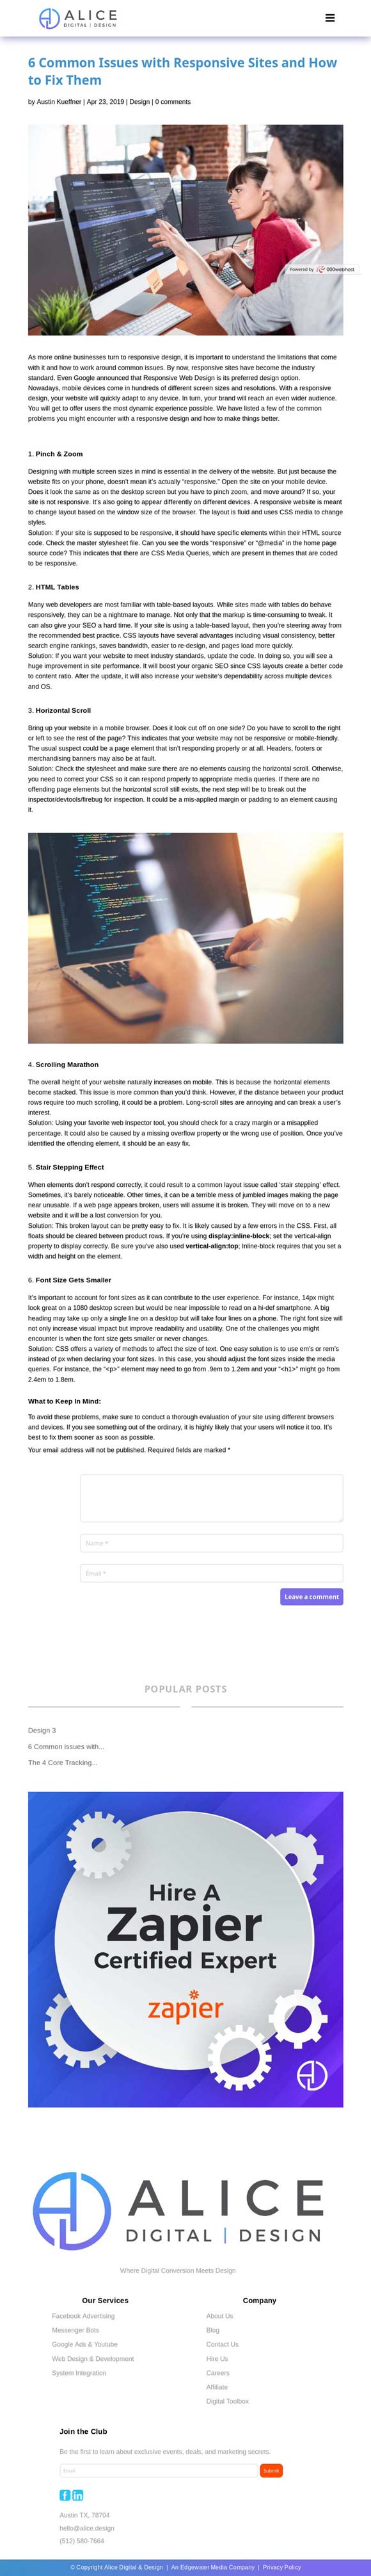 ALICE
DIGITAL | DESIGN
6 Common Issues with Responsive Sites and How
to Fix Them
by Austin Kueffner | Apr 23, 2019 | Design | 0 comments
Powered by 000webhost
As more online businesses turn to responsive design, it is important to understand the limitations that come
with it and how to work around common issues. By now, responsive sites have become the industry
standard. Even Google announced that Responsive Web Design is its preferred design option.
Nowadays, mobile devices come in hundreds of different screen sizes and resolutions. With a responsive
design, your website will quickly adapt to any device. In turn, your brand will reach an even wider audience.
You will get to offer users the most dynamic experience possible. We have listed a few of the common
problems you might encounter with a responsive design and how to make things better.
1. Pinch & Zoom
Designing with multiple screen sizes in mind is essential in the delivery of the website. But just because the
website fits on your phone, doesn't mean it's actually “responsive.” Open the site on your mobile device.
Does it look the same as on the desktop screen but you have to pinch zoom, and move around? If so, your
site is not responsive. It's also going to appear differently on different devices. A responsive website is meant
to change layout based on the window size of the browser. The layout is fluid and uses CSS media to change
styles.
Solution: If your site is supposed to be responsive, it should have specific elements within their HTML source
code. Check the master stylesheet file. Can you see the words “responsive” or “@media” in the home page
source code? This indicates that there are CSS Media Queries, which are present in themes that are coded
to be responsive.
2. HTML Tables
Many web developers are most familiar with table-based layouts. While sites made with tables do behave
responsively, they can be a nightmare to manage. Not only that the markup is time-consuming to tweak. It
can also give your SEO a hard time. If your site is using a table-based layout, then you're steering away from
the recommended best practice. CSS layouts have several advantages including visual consistency, better
search engine rankings, saves bandwidth, easier to re-design, and pages load more quickly.
Solution: If you want your website to meet industry standards, update the code. In doing so, you will see a
huge improvement in site performance. It will boost your organic SEO since CSS layouts create a better code
to content ratio. After the update, it will also increase your website's dependability across multiple devices
and OS.
3. Horizontal Scroll
Bring up your website in a mobile browser. Does it look cut off on one side? Do you have to scroll to the right
or left to see the rest of the page? This indicates that your website may not be responsive or mobile-friendly.
The usual suspect could be a page element that isn't responding properly or at all. Headers, footers or
merchandising banners may also be at fault.
Solution: Check the stylesheet and make sure there are no elements causing the horizontal scroll. Otherwise,
you need to correct your CSS so it can respond properly to appropriate media queries. If there are no
offending page elements but the horizontal scroll still exists, the next step will be to break out the
inspector/devtools/firebug for inspection. It could be a mis-applied margin or padding to an element causing
it.
4. Scrolling Marathon
The overall height of your website naturally increases on mobile. This is because the horizontal elements
become stacked. This issue is more common than you'd think. However, if the distance between your product
rows require too much scrolling, it could be a problem. Long-scroll sites are annoying and can break a user's
interest.
Solution: Using your favorite web inspector tool, you should check for a crazy margin or a misapplied
percentage. It could also be caused by a missing overflow property or the wrong use of position. Once you've
identified the offending element, it should be an easy fix.
5. Stair Stepping Effect
When elements don't respond correctly, it could result to a common layout issue called 'stair stepping' effect.
Sometimes, it's barely noticeable. Other times, it can be a terrible mess of jumbled images making the page
near unusable. If a web page appears broken, users will assume it is broken. They will move on to a new
website and it will be a lost conversion for you.
Solution: This broken layout can be pretty easy to fix. It is likely caused by a few errors in the CSS. First, all
floats should be cleared between product rows. If you're using display:inline-block; set the vertical-align
property to display correctly. Be sure you've also used vertical-align:top; Inline-block requires that you set a
width and height on the element.
6. Font Size Gets Smaller
It's important to account for font sizes as it can contribute to the user experience. For instance, 14px might
look great on a 1080 desktop screen but would be near impossible to read on a hi-def smartphone. A big
heading may take up only a single line on a desktop but will take four lines on a phone. The right font size will
not only increase visual impact but improve readability and usability. One of the challenges you might
encounter is when the font size gets smaller or never changes.
Solution: CSS offers a variety of methods to affect the size of text. One easy solution is to use em's or rem's
instead of px when declaring your font sizes. In this case, you should adjust the font sizes inside the media
queries. For instance, the “<p>” element may need to go from .9em to 1.2em and your “<h1>” might go from
2.4em to 1.8em.
What to Keep In Mind:
To avoid these problems, make sure to conduct a thorough evaluation of your site using different browsers
and devices. If you see something out of the ordinary, it is highly likely that your users will notice it too. It's
best to fix them sooner as soon as possible.
Your email address will not be published. Required fields are marked *
Name *
Email *
Leave a comment
POPULAR POSTS
Design 3
6 Common issues with...
The 4 Core Tracking...
Hire A
Zapier
Certified Expert
zapier
ALICE
DIGITAL | DESIGN
Where Digital Conversion Meets Design
Our Services
Facebook Advertising
Messenger Bots
Google Ads & Youtube
Web Design & Development
System Integration
Company
About Us
Blog
Contact Us
Hire Us
Careers
Affiliate
Digital Toolbox
Join the Club
Be the first to learn about exclusive events, deals, and marketing secrets.
Email
Submit
Austin TX, 78704
hello@alice.design
(512) 580-7664
© Copyright Alice Digital & Design | An Edgewater Media Company | Privacy Policy